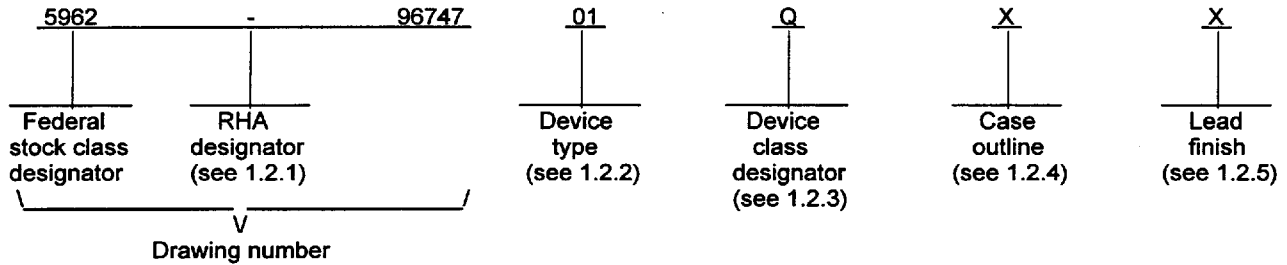 5962 - 96747 01 Q X X
Federal stock class designator
RHA designator (see 1.2.1)
Device type (see 1.2.2)
Device class designator (see 1.2.3)
Case outline (see 1.2.4)
Lead finish (see 1.2.5)
Drawing number